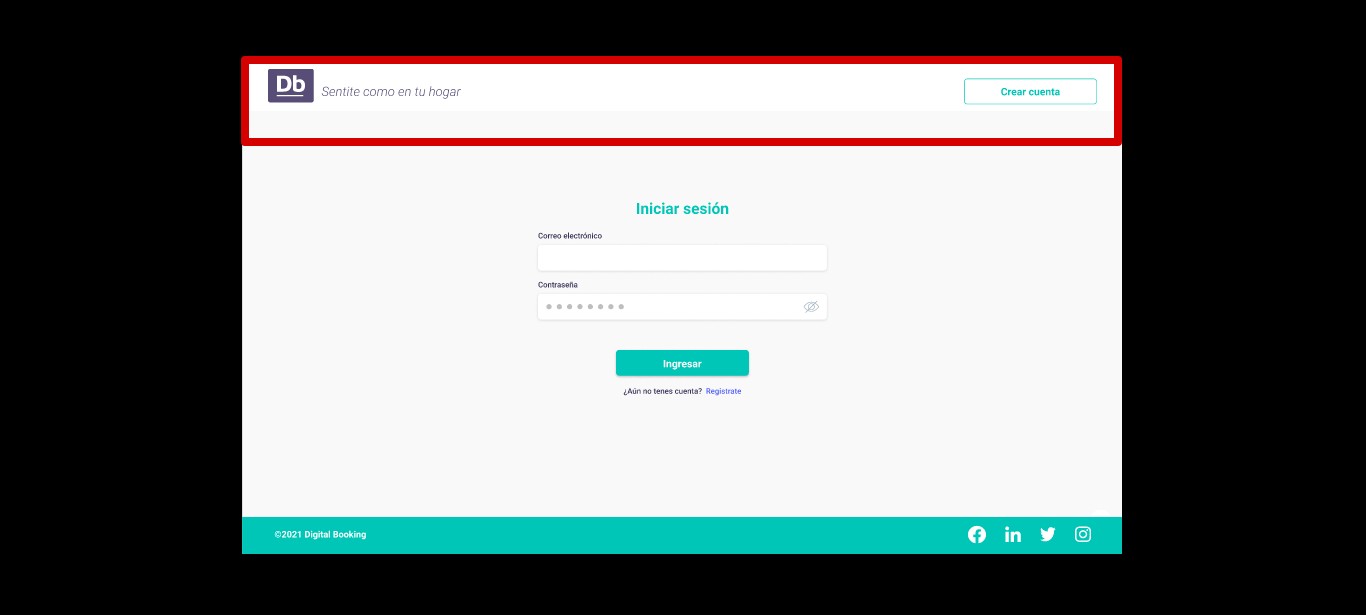 Db
Sentite como en tu hogar
Crear cuenta
Iniciar sesión
Correo electrónico
Contraseña
Ingresar
¿Aún no tenes cuenta? Registrate
©2021 Digital Booking